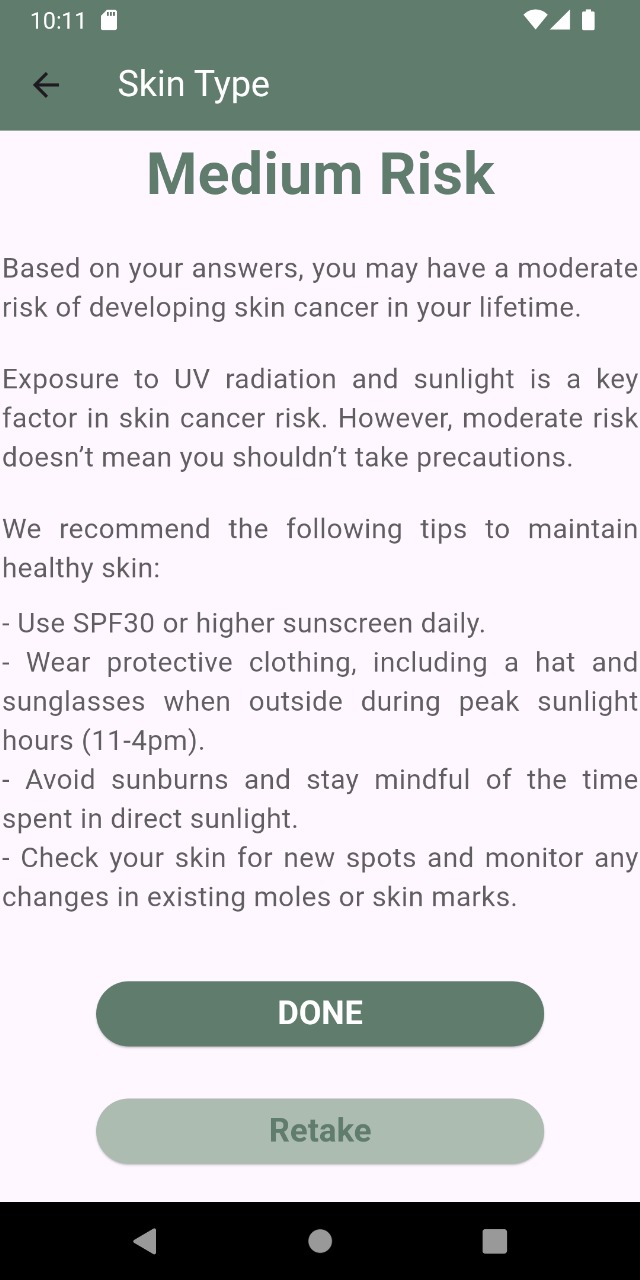 10:11
Skin Type
Medium Risk
Based on your answers, you may have a moderate
risk of developing skin cancer in your lifetime.
Exposure to UV radiation and sunlight is a key
factor in skin cancer risk. However, moderate risk
doesn’t mean you shouldn’t take precautions.
We recommend the following tips to maintain
healthy skin:
- Use SPF30 or higher sunscreen daily.
- Wear protective clothing, including a hat and
sunglasses when outside during peak sunlight
hours (11-4pm).
- Avoid sunburns and stay mindful of the time
spent in direct sunlight.
- Check your skin for new spots and monitor any
changes in existing moles or skin marks.
DONE
Retake